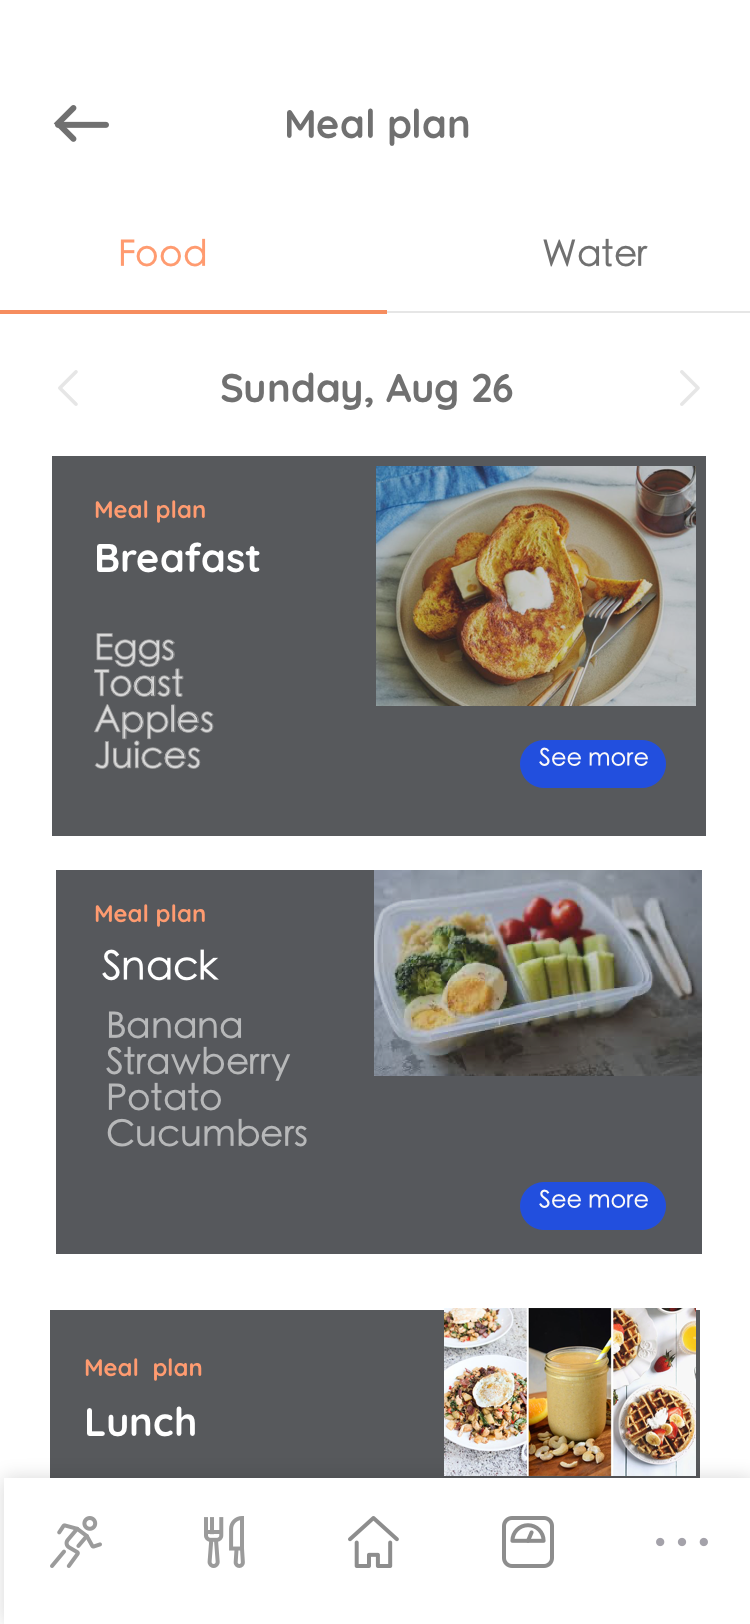 Meal plan
Food
Water
Sunday, Aug 26
Meal plan
Breafast
Eggs
Toast
Apples
Juices
See more
Meal plan
Snack
Banana
Strawberry
Potato
Cucumbers
See more
Meal  plan
Lunch